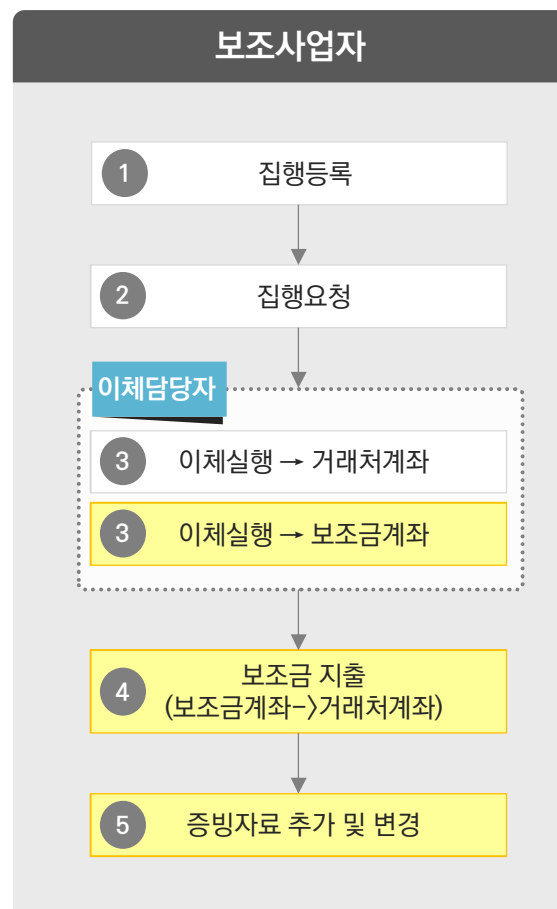 보조사업자
1 집행등록
2 집행요청
이체담당자
3 이체실행 → 거래처계좌
3 이체실행 → 보조금계좌
4 보조금 지출
(보조금계좌->거래처계좌)
5 증빙자료 추가 및 변경